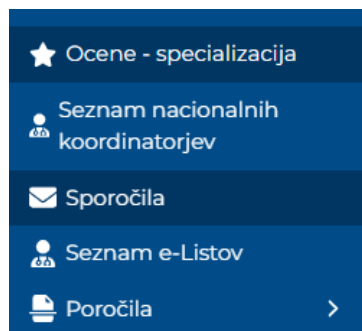 Ocene - specializacija
Seznam nacionalnih
koordinatorjev
Sporočila
Seznam e-Listov
Poročila